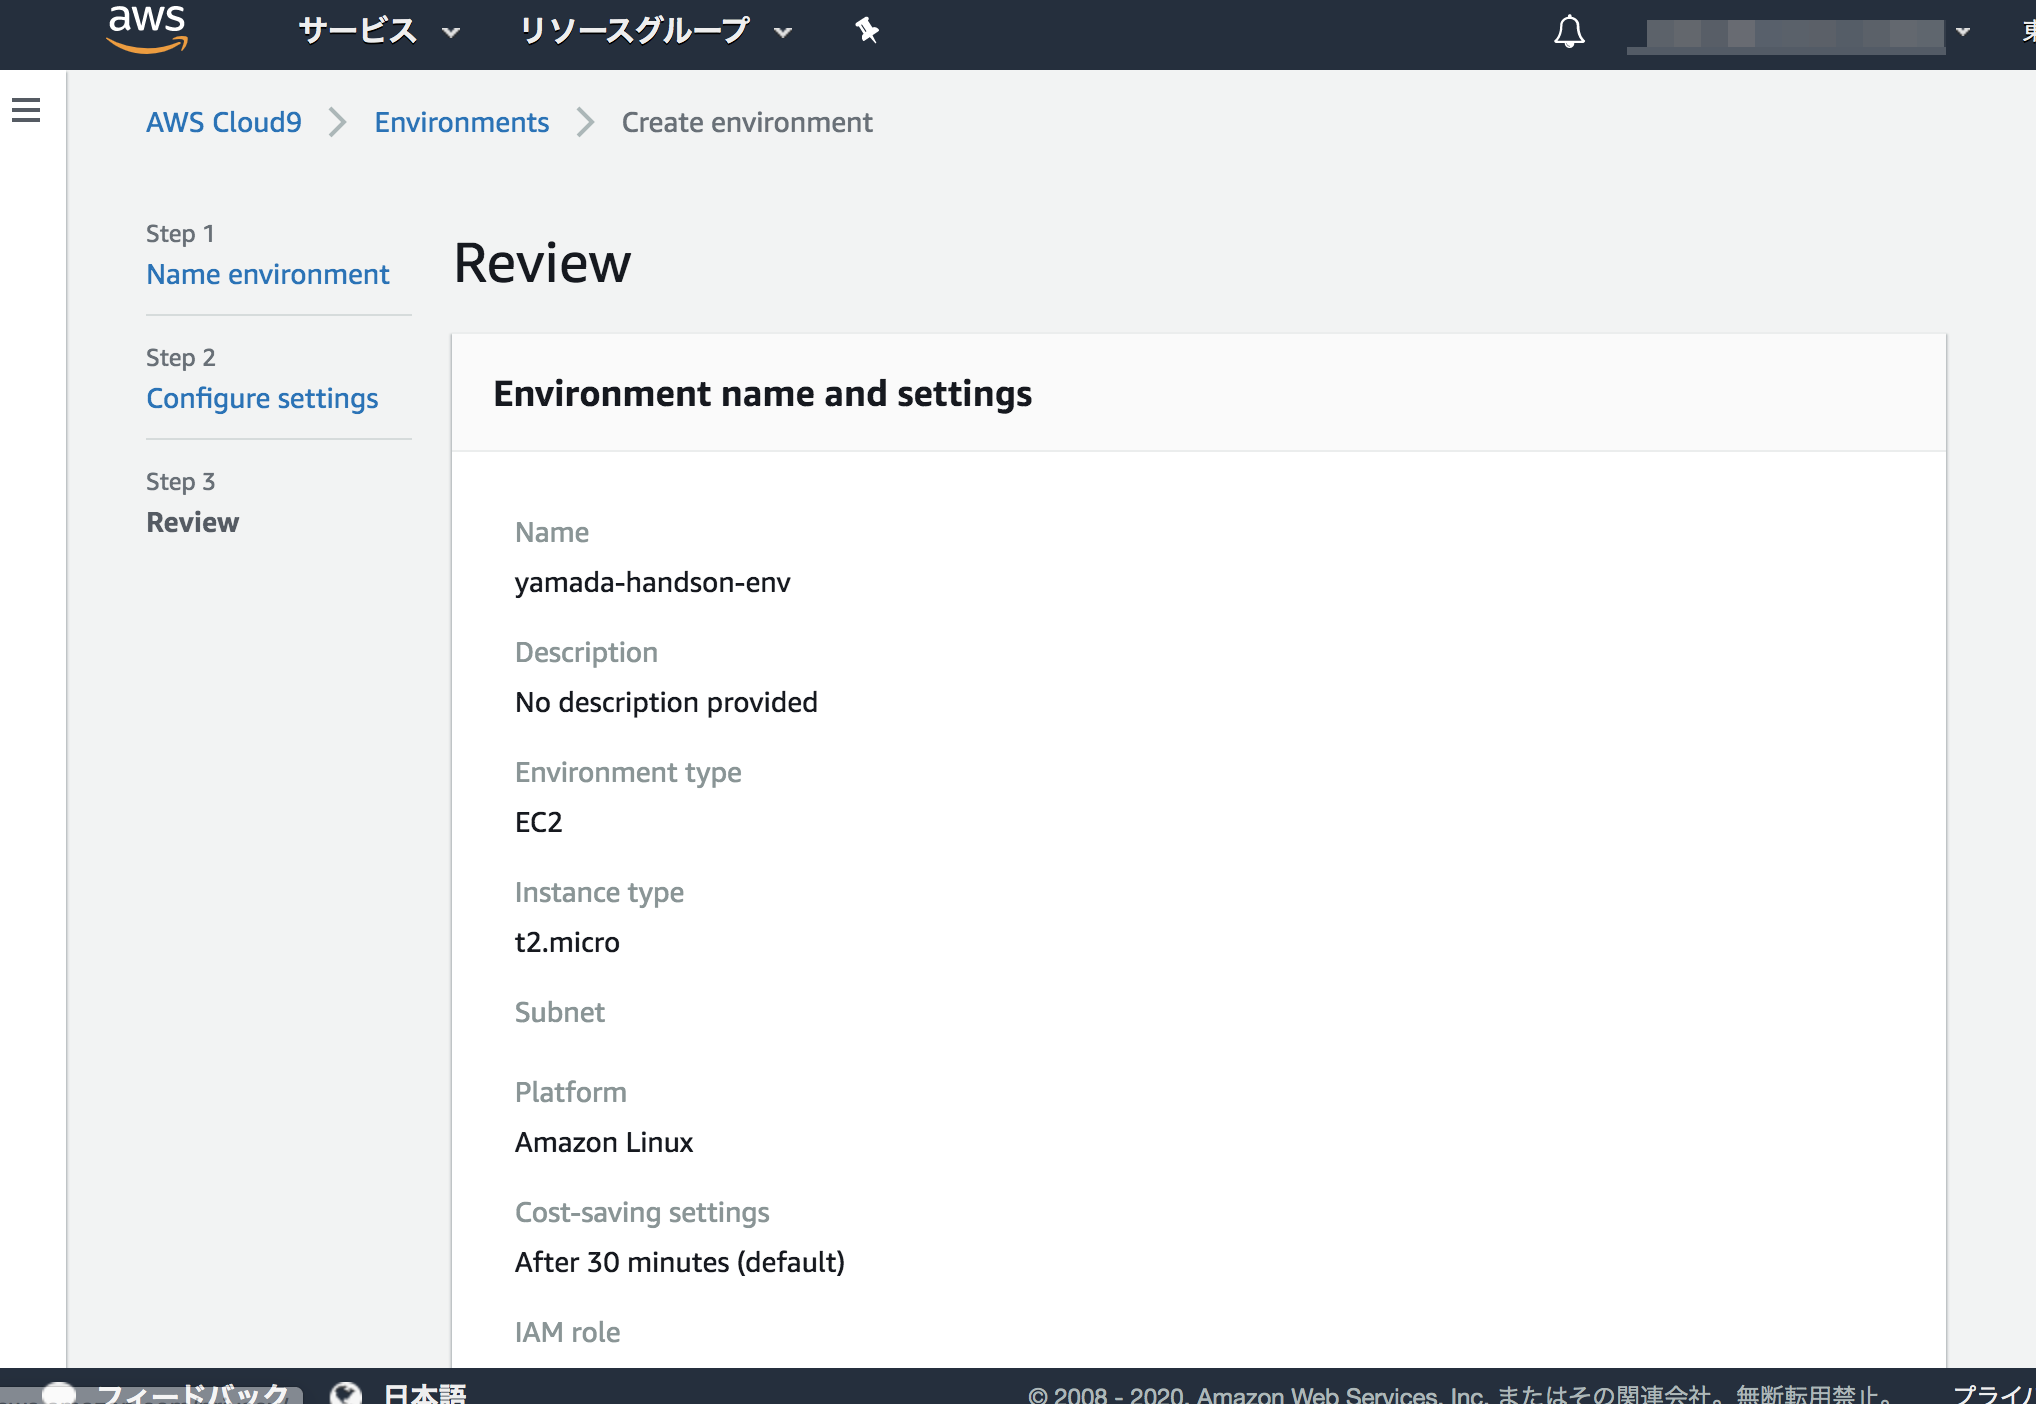 aws
サービス
リソースグループ
東
AWS Cloud9
Environments
Create environment
Step 1
Name environment
Step 2
Configure settings
Step 3
Review
Review
Environment name and settings
Name
yamada-handson-env
Description
No description provided
Environment type
EC2
Instance type
t2.micro
Subnet
Platform
Amazon Linux
Cost-saving settings
After 30 minutes (default)
IAM role
フィードバック
日本語
© 2008 - 2020, Amazon Web Services, Inc. またはその関連会社。無断転用禁止。
プライバ